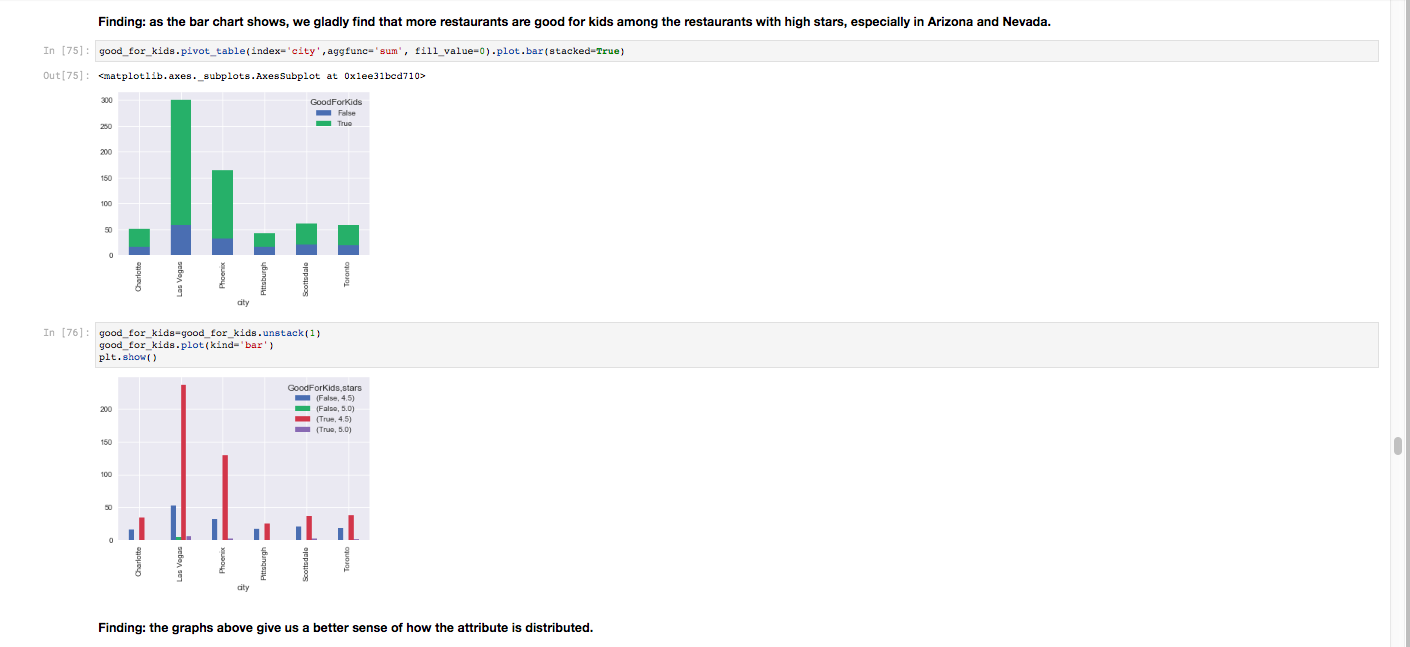 Finding: as the bar chart shows, we gladly find that more restaurants are good for kids among the restaurants with high stars, especially in Arizona and Nevada.
In [75]: good_for_kids.pivot_table(index='city',aggfunc='sum', fill_value=0).plot.bar(stacked=True)
Out[75]: <matplotlib.axes._subplots.AxesSubplot at 0x1ee31bcd710>
GoodForKids
False
True
300
250
200
150
100
50
0
Charlotte
Las Vegas
Phoenix
Pittsburgh
Scottsdale
Toronto
city
In [76]: good_for_kids=good_for_kids.unstack(1)
good_for_kids.plot(kind='bar')
plt.show()
GoodForKids,stars
(False, 4.5)
(False, 5.0)
(True, 4.5)
(True, 5.0)
200
150
100
50
0
Charlotte
Las Vegas
Phoenix
Pittsburgh
Scottsdale
Toronto
city
Finding: the graphs above give us a better sense of how the attribute is distributed.